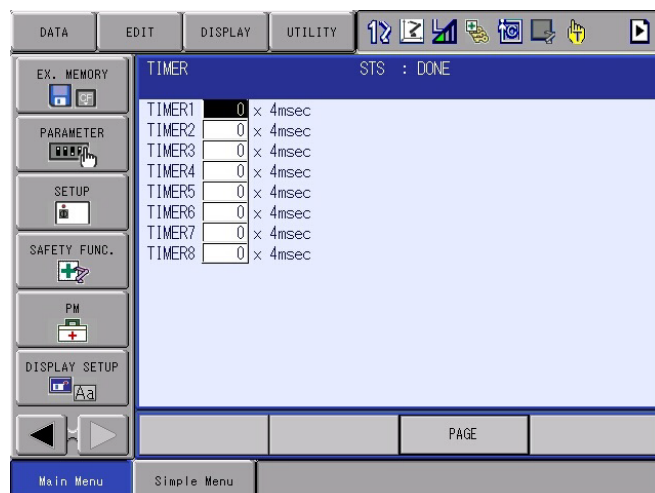 DATA EDIT DISPLAY UTILITY
TIMER STS : DONE
EX. MEMORY
CF
PARAMETER
SETUP
SAFETY FUNC.
PM
DISPLAY SETUP
Aa
TIMER1 0 × 4msec
TIMER2 0 × 4msec
TIMER3 0 × 4msec
TIMER4 0 × 4msec
TIMER5 0 × 4msec
TIMER6 0 × 4msec
TIMER7 0 × 4msec
TIMER8 0 × 4msec
PAGE
Main Menu Simple Menu